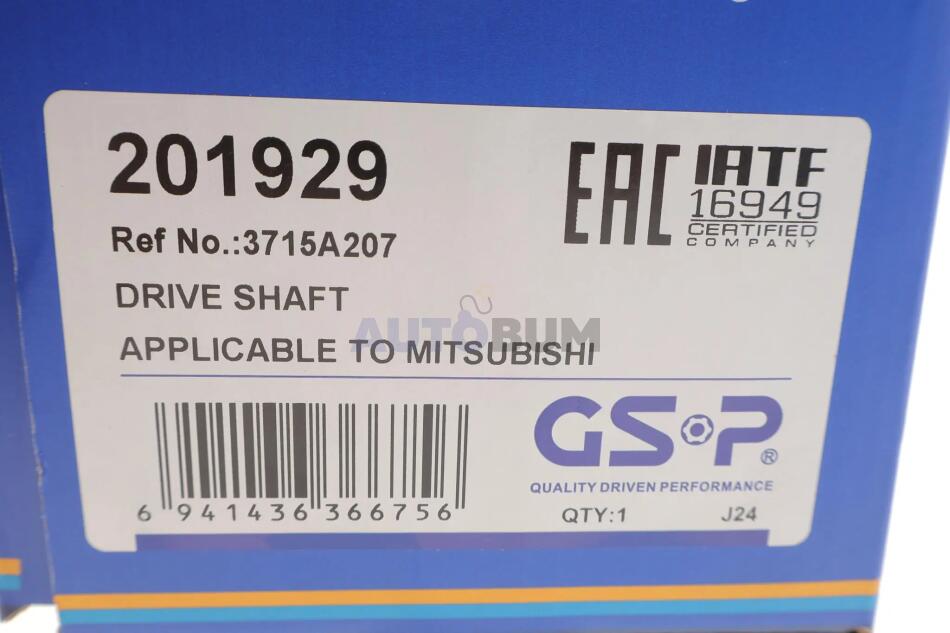 201929
Ref No.:3715A207
DRIVE SHAFT
APPLICABLE TO MITSUBISHI
EAC
IATF
16949
CERTIFIED
COMPANY
AUTOBUM
6 941436 366756
GSP®
QUALITY DRIVEN PERFORMANCE
QTY:1 J24